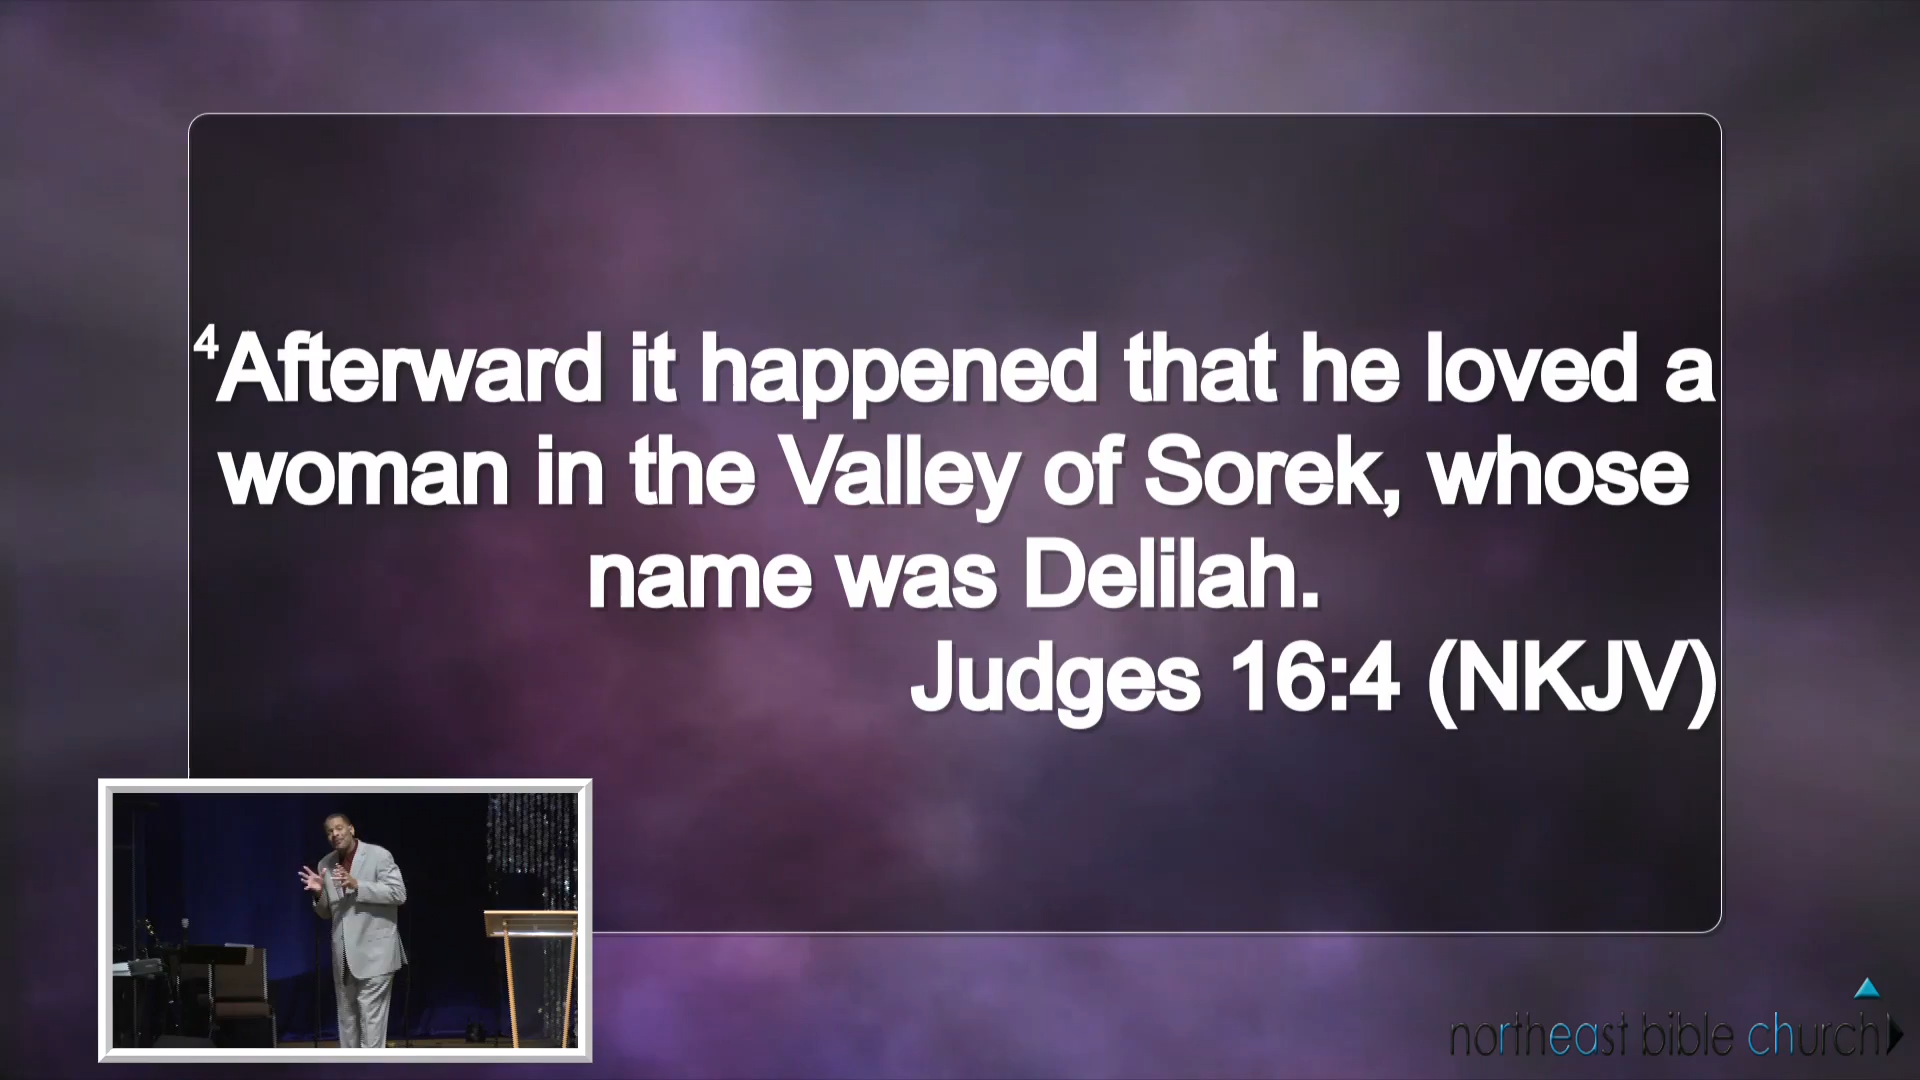 ⁴Afterward it happened that he loved a
woman in the Valley of Sorek, whose
name was Delilah.
Judges 16:4 (NKJV)
northeast bible church